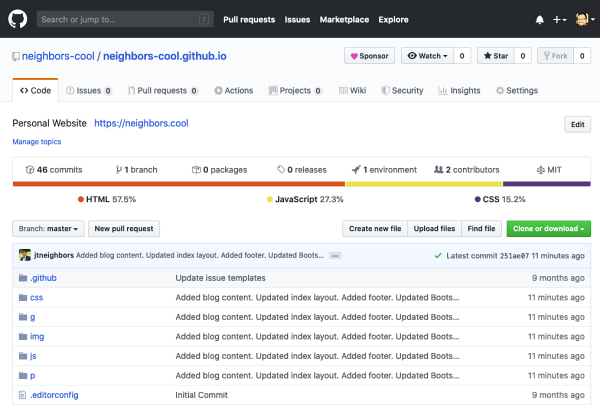 Search or jump to... /
Pull requests Issues Marketplace Explore
neighbors-cool / neighbors-cool.github.io
Sponsor Watch 0 Star 0 Fork 0
Code Issues 0 Pull requests 0 Actions Projects 0 Wiki Security Insights Settings
Personal Website https://neighbors.cool Edit
Manage topics
46 commits 1 branch 0 packages 0 releases 1 environment 2 contributors MIT
HTML 57.5% JavaScript 27.3% CSS 15.2%
Branch: master New pull request Create new file Upload files Find file Clone or download
jtneighbors Added blog content. Updated index layout. Added footer. Updated Boots... ... Latest commit 251ae07 11 minutes ago
.github Update issue templates 9 months ago
css Added blog content. Updated index layout. Added footer. Updated Boots... 11 minutes ago
g Added blog content. Updated index layout. Added footer. Updated Boots... 11 minutes ago
img Added blog content. Updated index layout. Added footer. Updated Boots... 11 minutes ago
js Added blog content. Updated index layout. Added footer. Updated Boots... 11 minutes ago
p Added blog content. Updated index layout. Added footer. Updated Boots... 11 minutes ago
.editorconfig Initial Commit 9 months ago